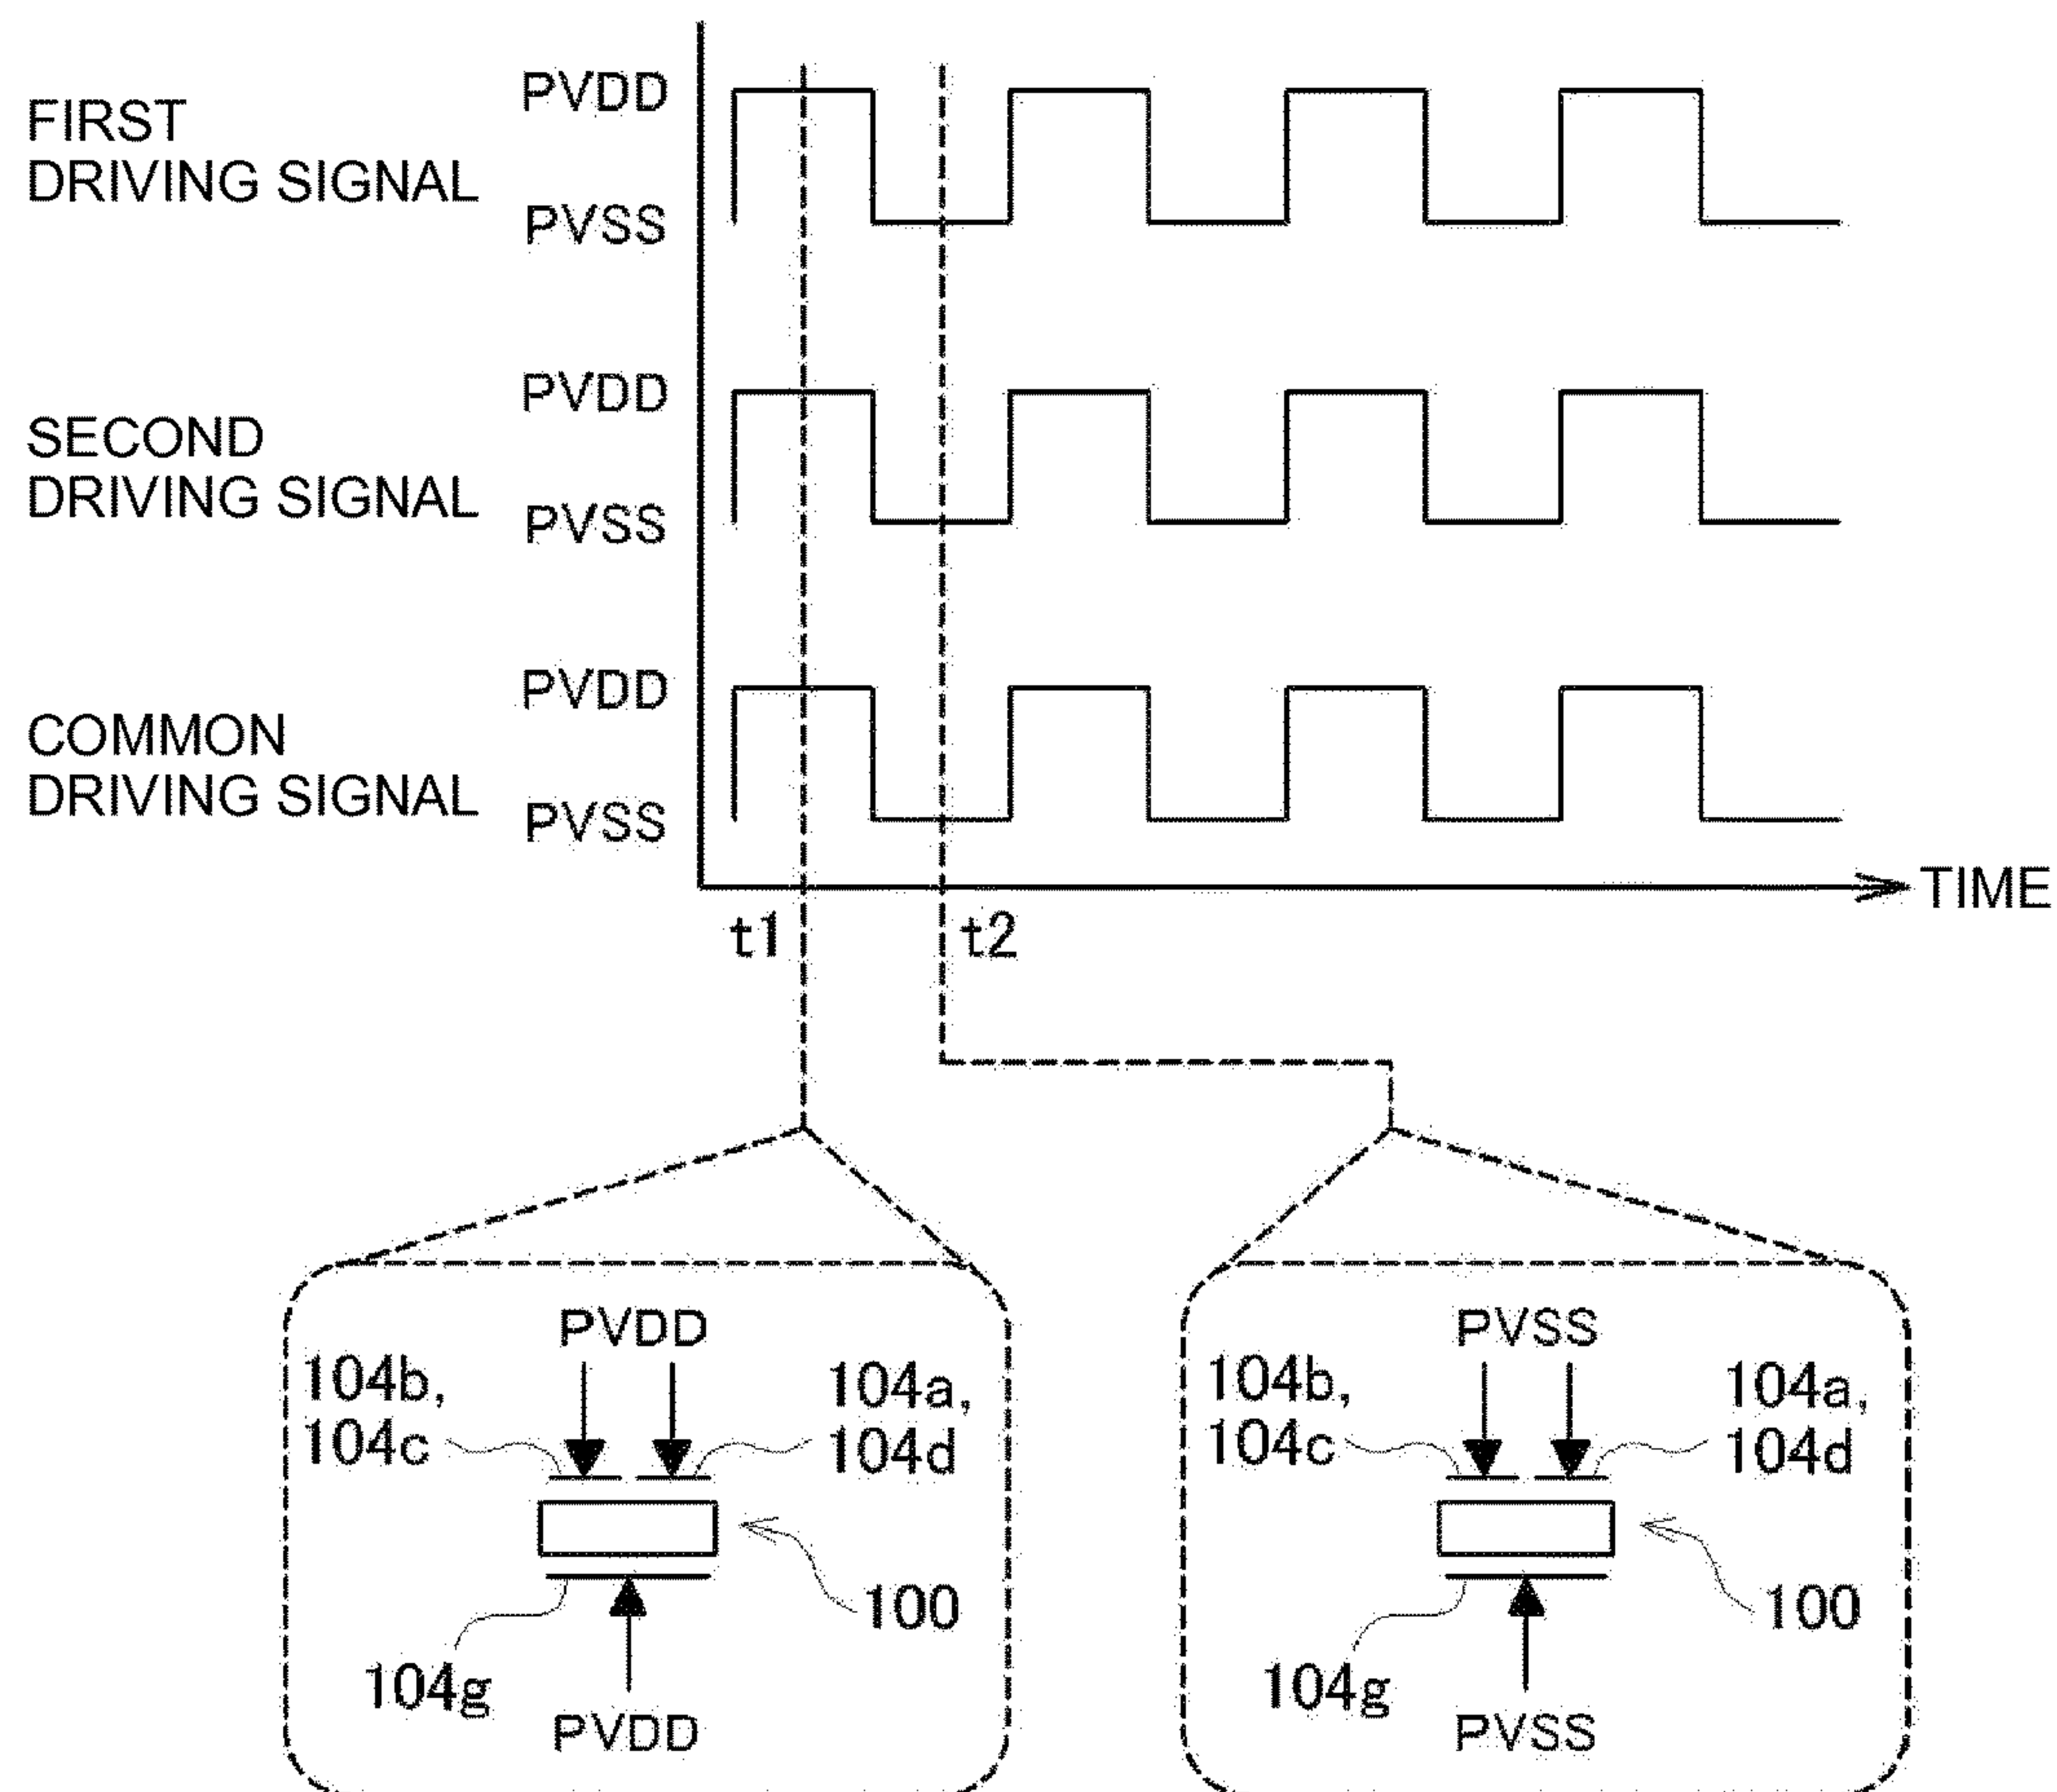 PVDD
FIRST
DRIVING SIGNAL
PVSS
PVDD
SECOND
DRIVING SIGNAL
PVSS
PVDD
COMMON
DRIVING SIGNAL
PVSS
TIME
t1
t2
PVDD
104b,
104c
104a,
104d
100
104g
PVDD
PVSS
104b,
104c
104a,
104d
100
104g
PVSS